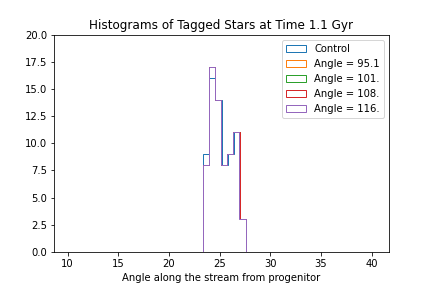 Histograms of Tagged Stars at Time 1.1 Gyr
20.0
17.5
15.0
12.5
10.0
7.5
5.0
2.5
0.0
Control
Angle = 95.1
Angle = 101.
Angle = 108.
Angle = 116.
10 15 20 25 30 35 40
Angle along the stream from progenitor